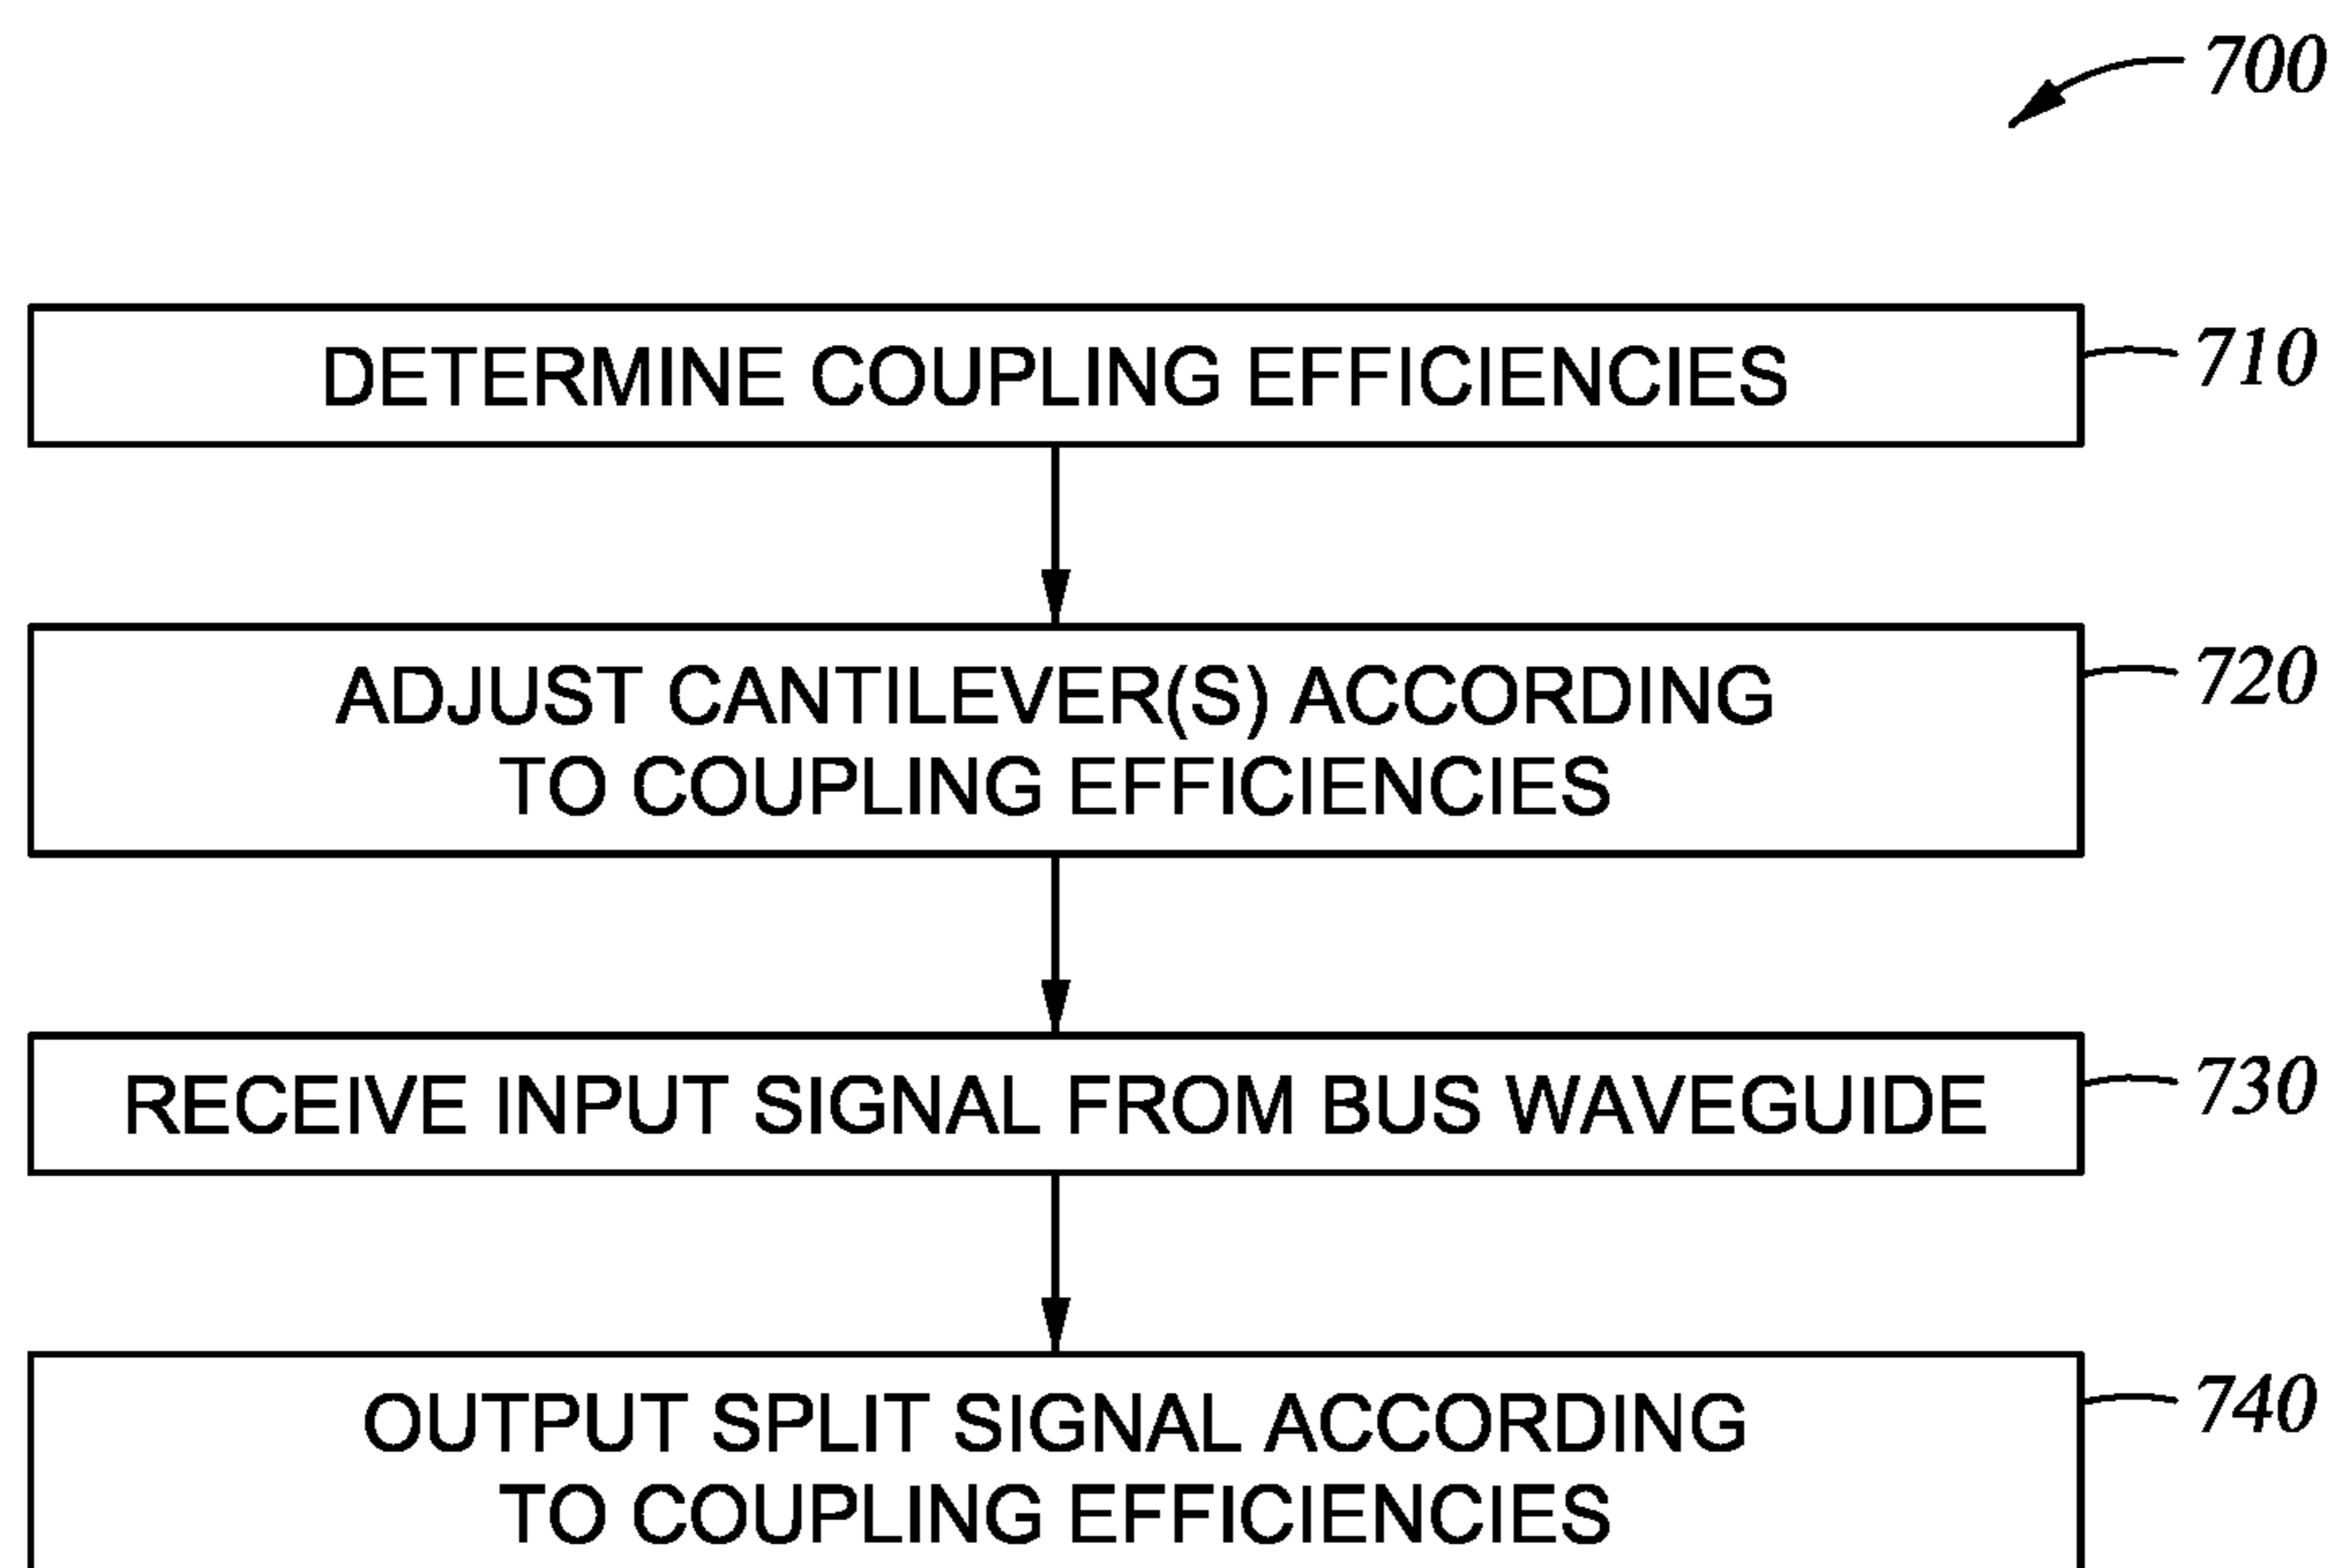 700
DETERMINE COUPLING EFFICIENCIES
710
ADJUST CANTILEVER(S) ACCORDING
TO COUPLING EFFICIENCIES
720
RECEIVE INPUT SIGNAL FROM BUS WAVEGUIDE
730
OUTPUT SPLIT SIGNAL ACCORDING
TO COUPLING EFFICIENCIES
740